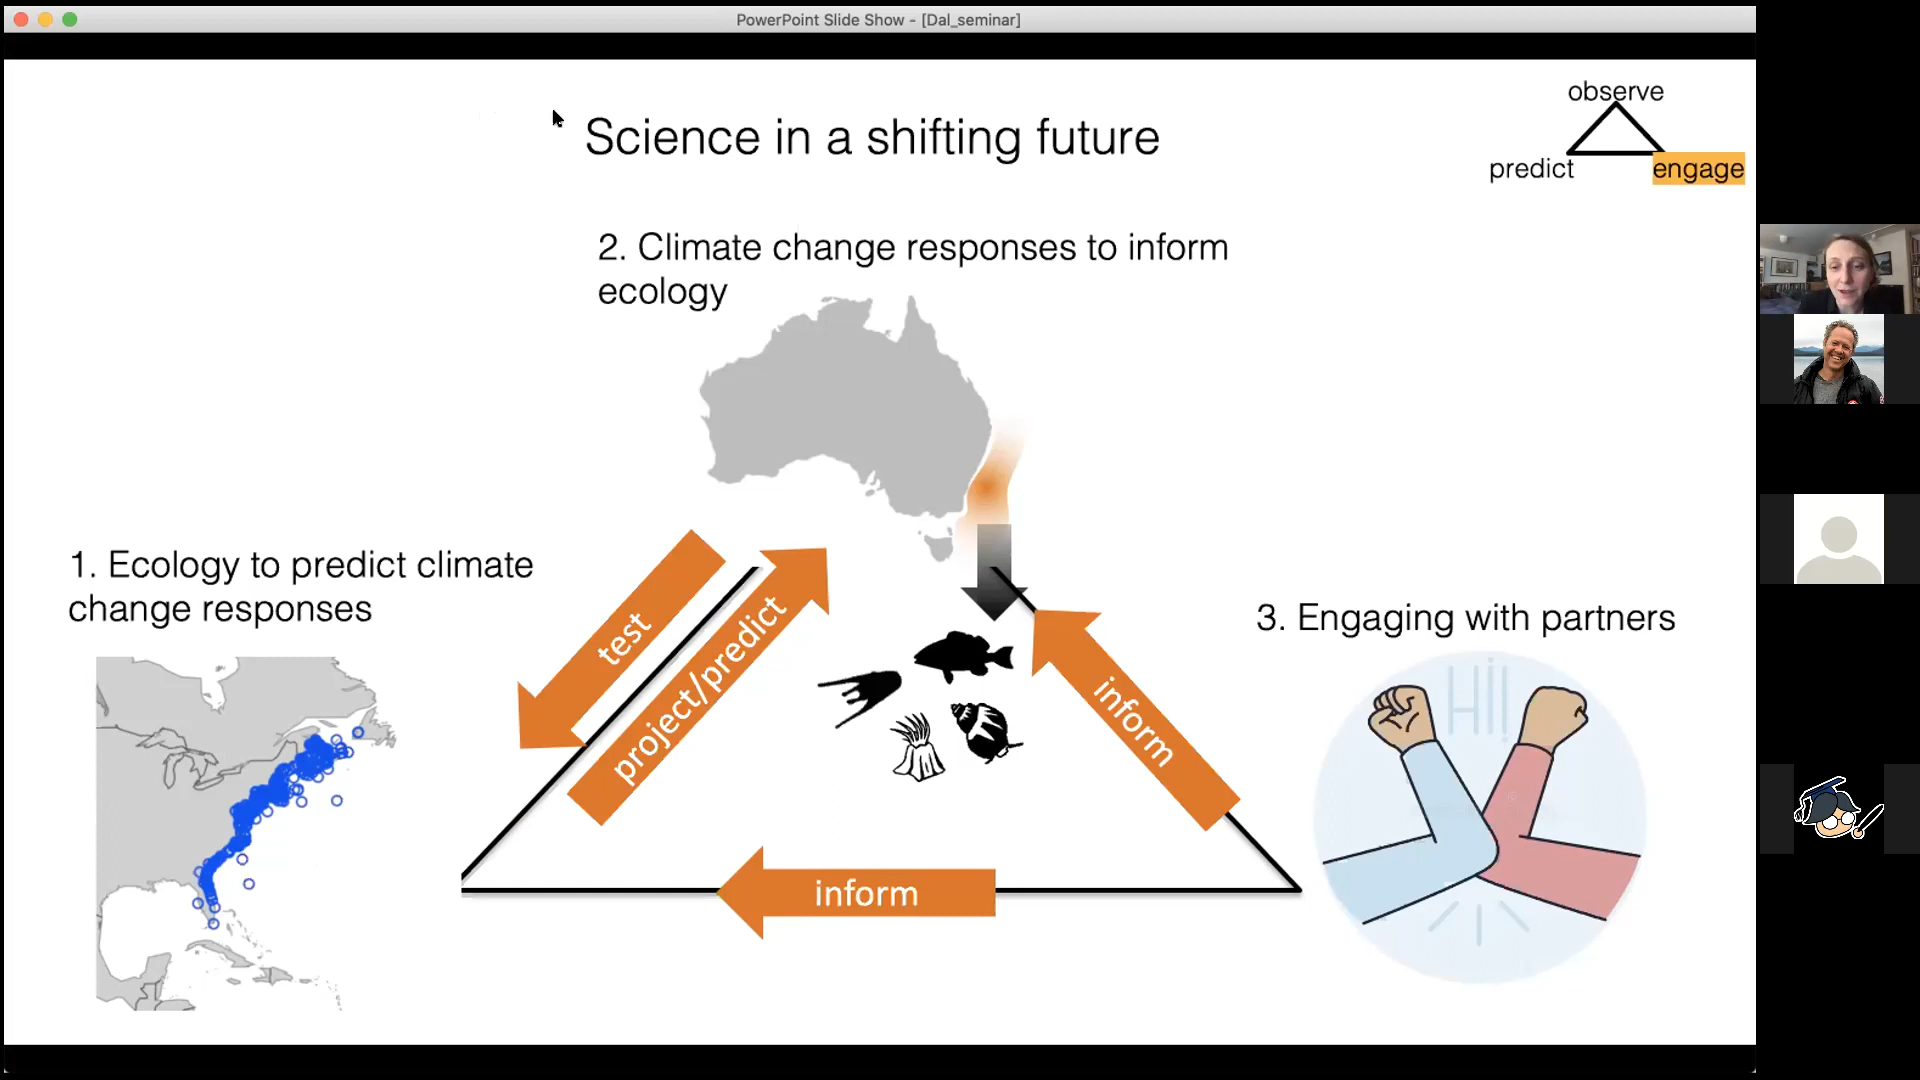 PowerPoint Slide Show - [Dal_seminar]
observe
Science in a shifting future
predict
engage
2. Climate change responses to inform
ecology
1. Ecology to predict climate
change responses
test
project/predict
inform
3. Engaging with partners
Hi!
inform